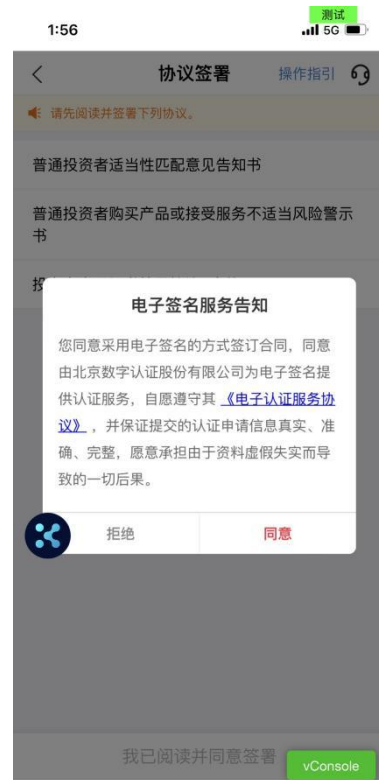 测试
1:56
5G
协议签署
操作指引
请先阅读并签署下列协议。
普通投资者适当性匹配意见告知书
普通投资者购买产品或接受服务不适当风险警示
书
投
电子签名服务告知
您同意采用电子签名的方式签订合同，同意
由北京数字认证股份有限公司为电子签名提
供认证服务，自愿遵守其《电子认证服务协
议》，并保证提交的认证申请信息真实、准
确、完整，愿意承担由于资料虚假失实而导
致的一切后果。
拒绝
同意
我已阅读并同意签署
vConsole